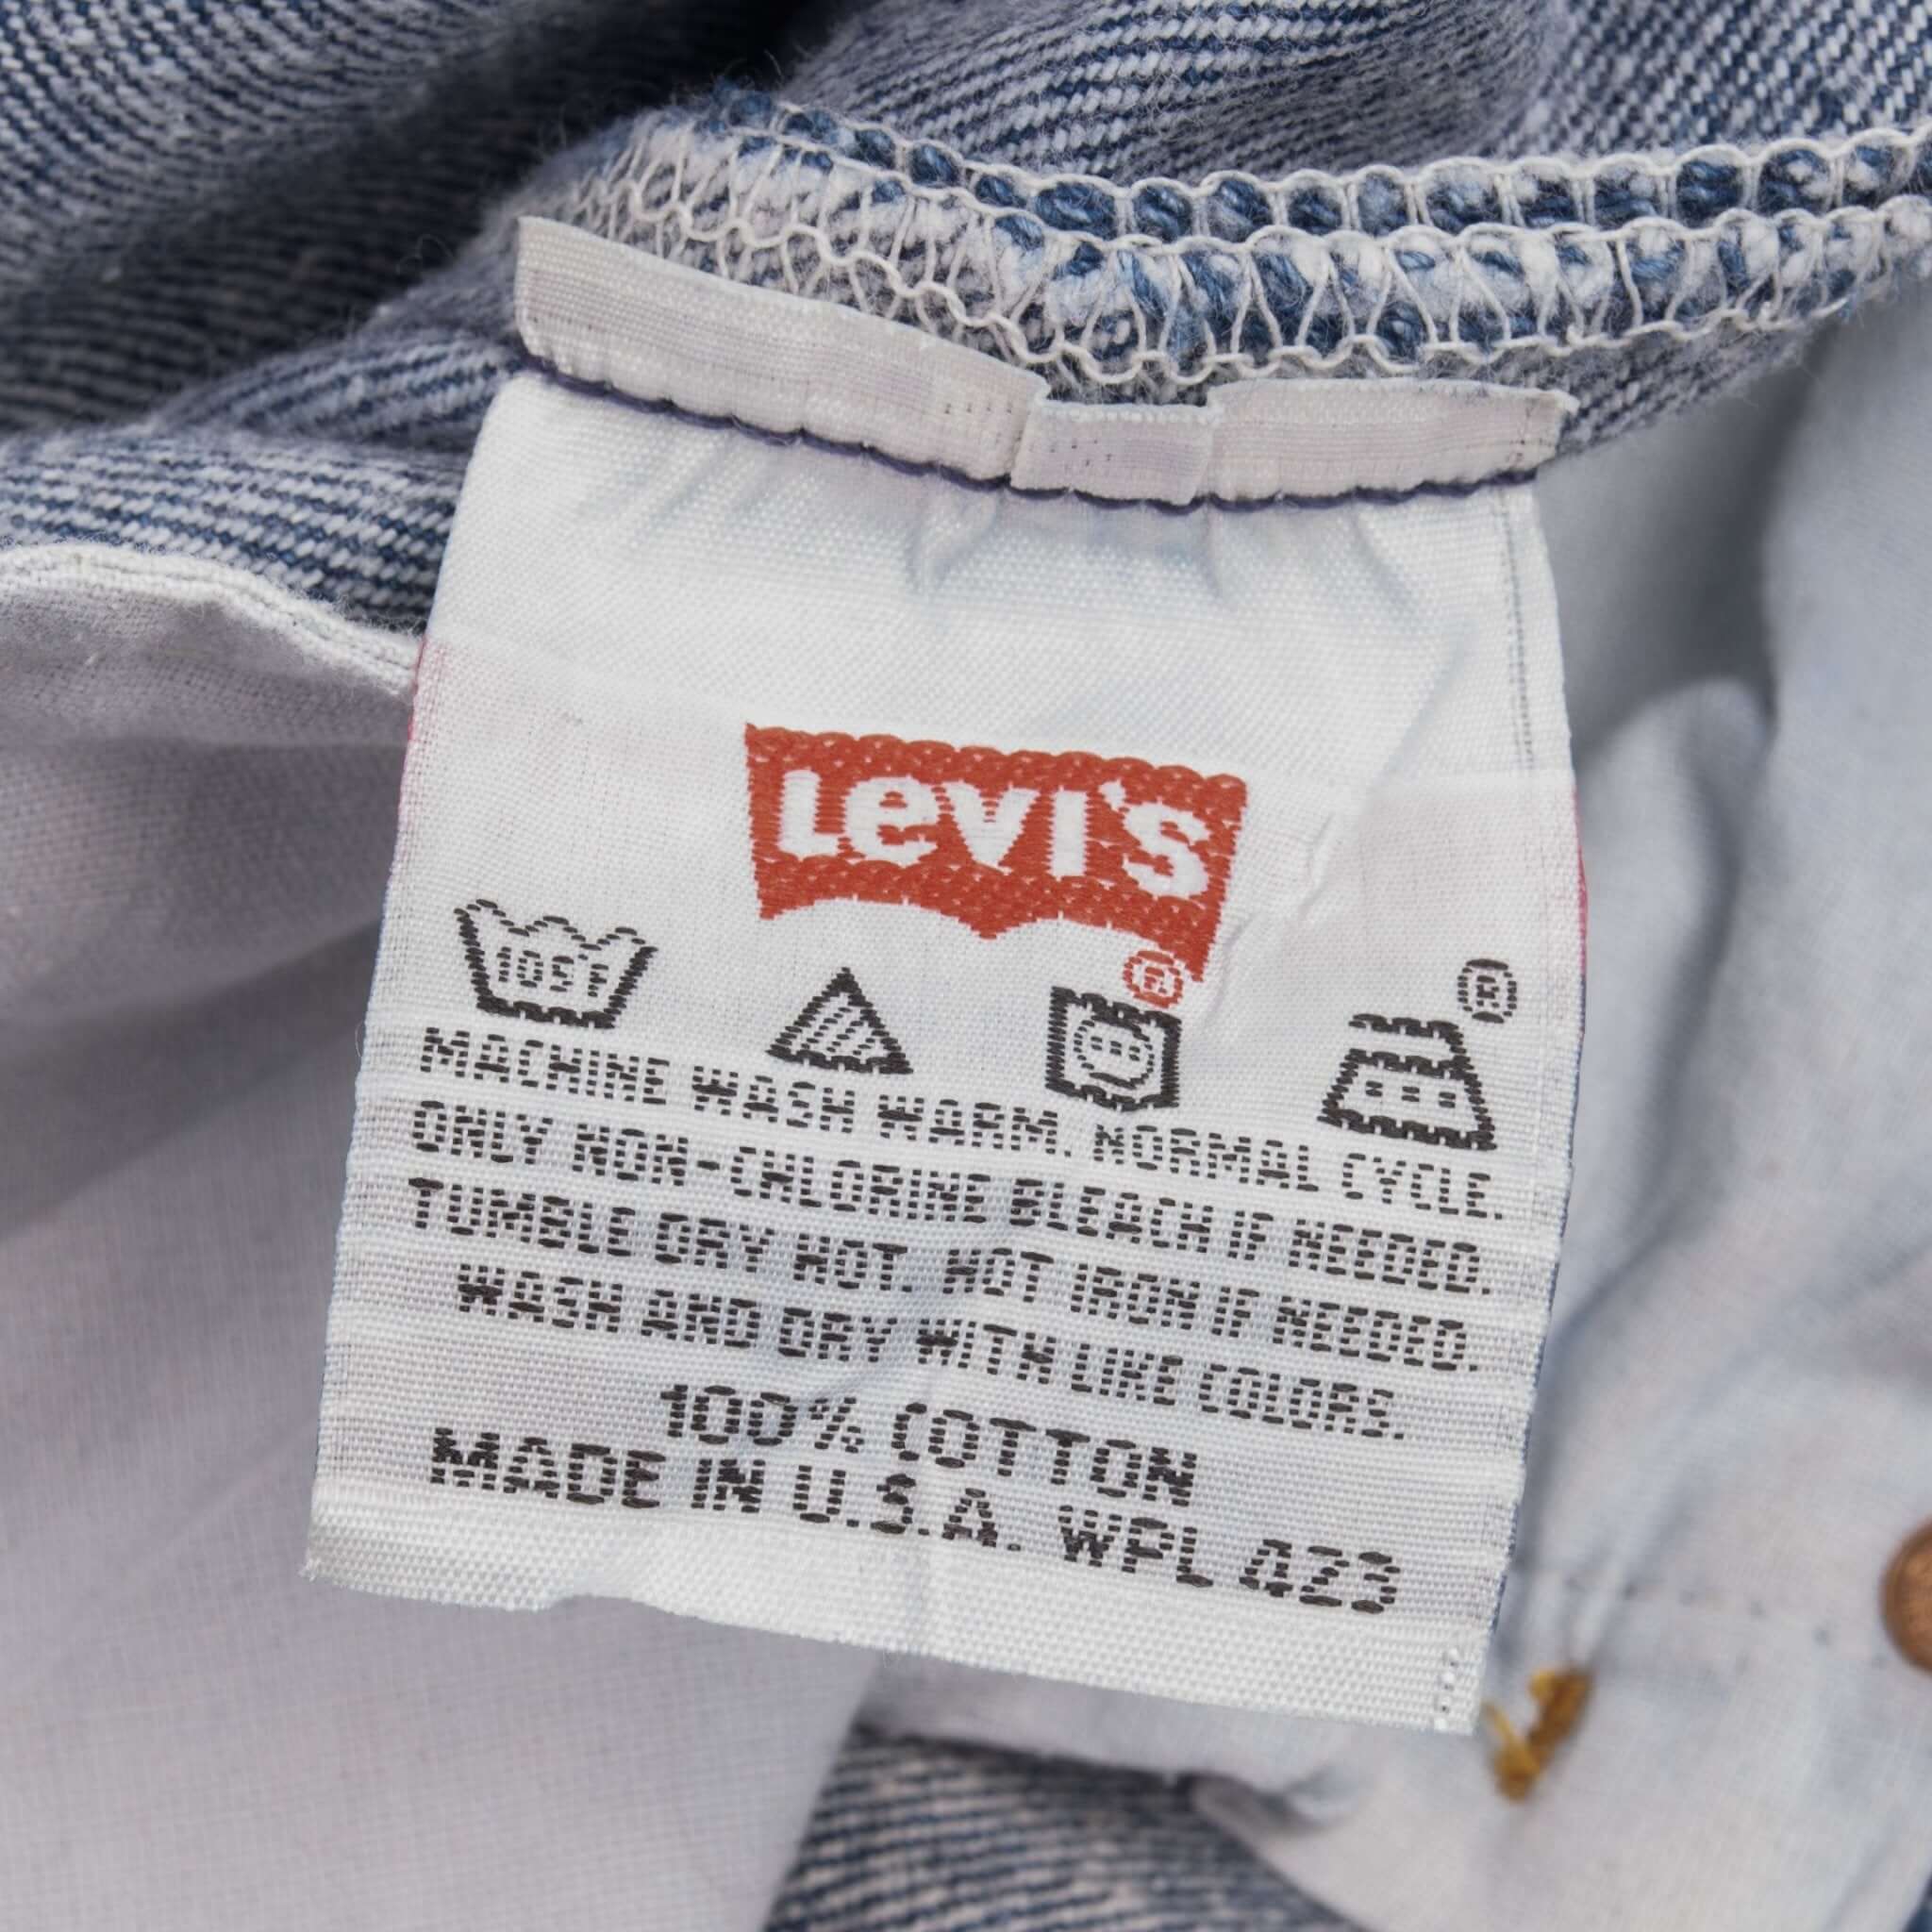 LEVI'S
®
®
105°F
MACHINE WASH WARM. NORMAL CYCLE.
ONLY NON-CHLORINE BLEACH IF NEEDED.
TUMBLE DRY HOT. HOT IRON IF NEEDED.
WASH AND DRY WITH LIKE COLORS.
100% COTTON
MADE IN U.S.A. WPL 423